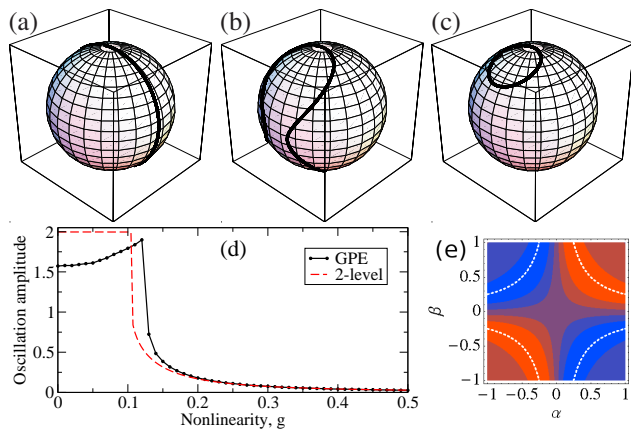 (a) (b) (c)
2
1.5
1
0.5
0
Oscillation amplitude
(d)
GPE
2-level
0 0.1 0.2 0.3 0.4 0.5
Nonlinearity, g
(e)
1
0.5
0
−0.5
−1
β
−1 −0.5 0 0.5 1
α